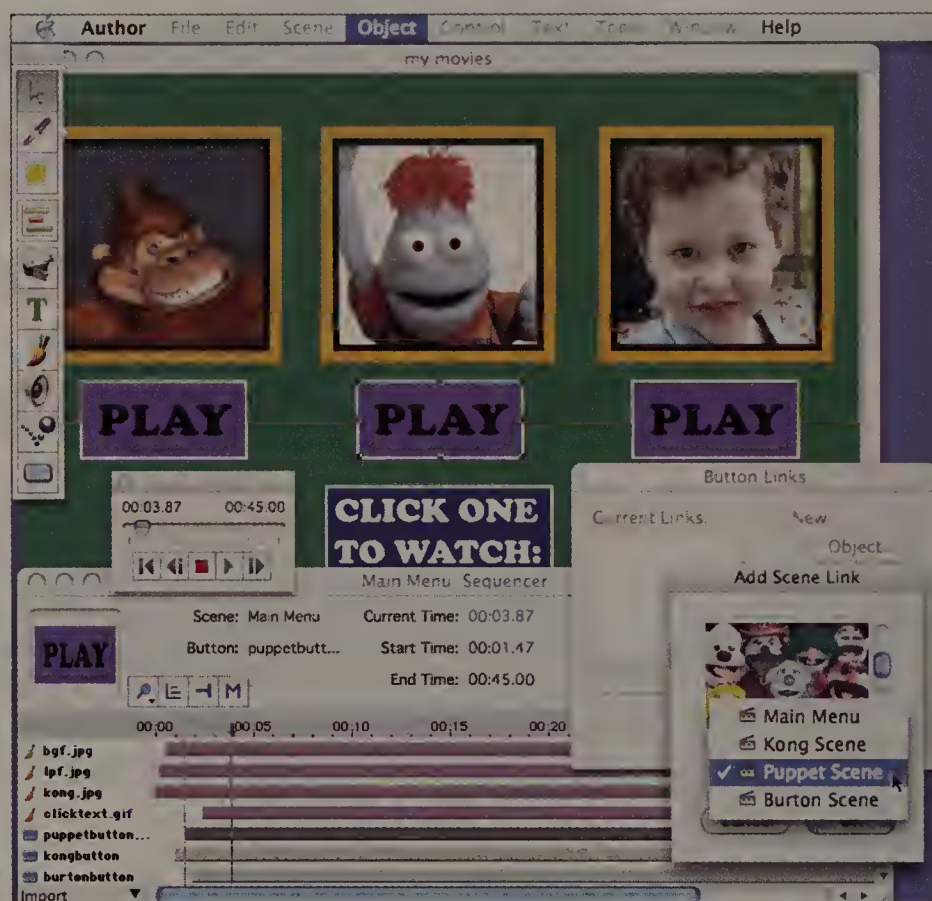 Author File Edit Scene Object Control Text Tools Window Help
my movies
T
PLAY PLAY PLAY
00:03.87 00:45.00
CLICK ONE
TO WATCH:
Button Links
Current Links: New
Object
Add Scene Link
Main Menu Sequencer
Scene: Main Menu Current Time: 00:03.87
PLAY
Button: puppetbutt... Start Time: 00:01.47
End Time: 00:45.00
M
00:00 00:05 00:10 00:15 00:20
Main Menu
Kong Scene
Puppet Scene
Burton Scene
bgf.jpg
lpf.jpg
kong.jpg
clicktext.gif
puppetbutton...
kongbutton
burtonbutton
Import